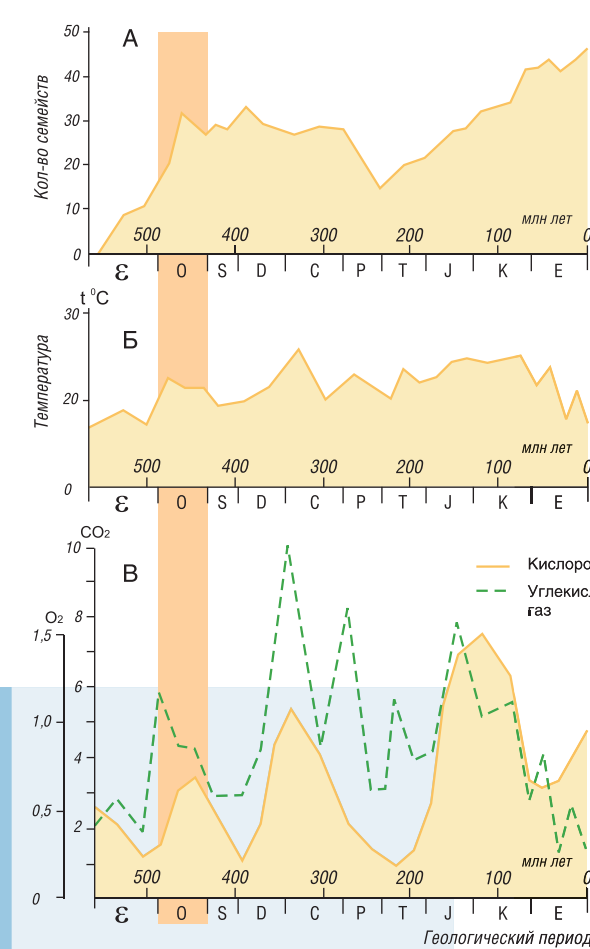 А
50
40
30
20
10
0
Кол-во семейств
млн лет
500 400 300 200 100 0
Є O S D C P T J K E
t °C
Б
30
20
0
Температура
млн лет
500 400 300 200 100 0
Є O S D C P T J K E
CO2
В
10
8
6
4
2
O2
1,5
1,0
0,5
0
Кислоро
Углекис
газ
млн лет
500 400 300 200 100 0
Є O S D C P T J K E
Геологический период